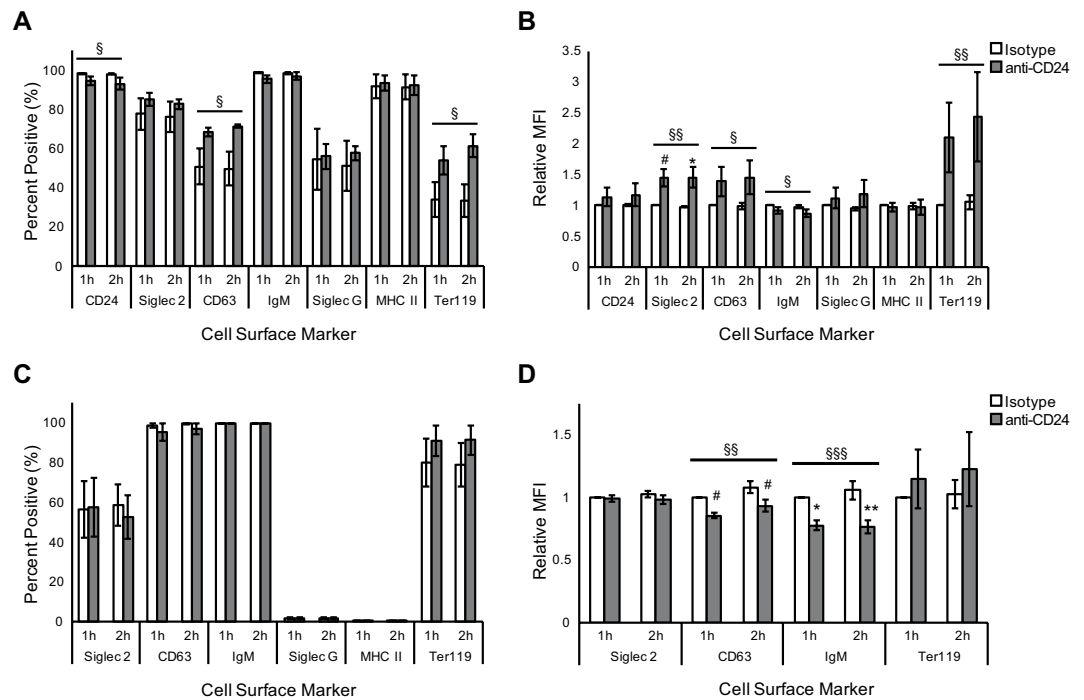 A
Percent Positive (%)
100
80
60
40
20
0
§
§
§
1h 2h 1h 2h 1h 2h 1h 2h 1h 2h 1h 2h 1h 2h
CD24 Siglec 2 CD63 IgM Siglec G MHC II Ter119
Cell Surface Marker
B
Isotype
anti-CD24
Relative MFI
3.5
3
2.5
2
1.5
1
0.5
0
§§
§
§
§§
# *
1h 2h 1h 2h 1h 2h 1h 2h 1h 2h 1h 2h 1h 2h
CD24 Siglec 2 CD63 IgM Siglec G MHC II Ter119
Cell Surface Marker
C
Percent Positive (%)
100
80
60
40
20
0
1h 2h 1h 2h 1h 2h 1h 2h 1h 2h 1h 2h
Siglec 2 CD63 IgM Siglec G MHC II Ter119
Cell Surface Marker
D
Isotype
anti-CD24
Relative MFI
1.5
1
0.5
0
§§ §§§
# # * **
1h 2h 1h 2h 1h 2h 1h 2h
Siglec 2 CD63 IgM Ter119
Cell Surface Marker